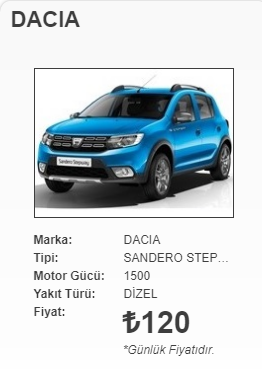 DACIA
Sandero Stepway
Marka: DACIA
Tipi: SANDERO STEP...
Motor Gücü: 1500
Yakıt Türü: DİZEL
Fiyat: ₺120
*Günlük Fiyatıdır.